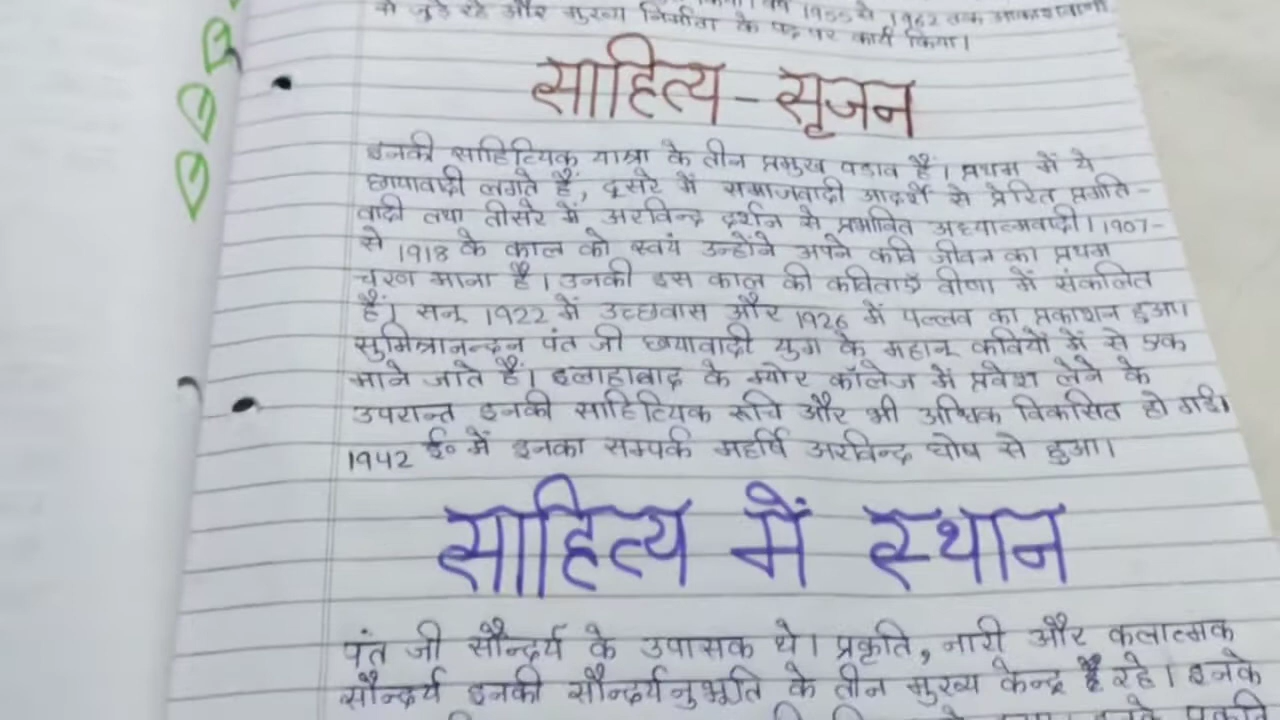 से जुड़े रहे और मुख्य निर्माता के पद पर कार्य किया।
साहित्य-सृजन
इनकी साहित्यिक यात्रा के तीन प्रमुख पडाव हैं। प्रथम में ये
छायावादी लगते हैं, दूसरे में समाजवादी आदर्शों से प्रेरित प्रगति-
वादी तथा तीसरे में अरविन्द दर्शन से प्रभावित अध्यात्मवादी। 1907-
से 1918 के काल को स्वयं उन्होंने अपने कवि जीवन का प्रथम
चरण माना है। उनकी इस काल की कविताएँ वीणा में संकलित
हैं। सन् 1922 में उच्छवास और 1926 में पल्लव का प्रकाशन हुआ।
सुमित्रानन्दन पंत जी छायावादी युग के महान् कवियों में से एक
माने जाते हैं। इलाहाबाद के म्योर कॉलेज में प्रवेश लेने के
उपरान्त इनकी साहित्यिक रूचि और भी अधिक विकसित हो गई।
1942 ई० में इनका सम्पर्क महर्षि अरविन्द घोष से हुआ।
साहित्य में स्थान
पंत जी सौन्दर्य के उपासक थे। प्रकृति, नारी और कलात्मक
सौन्दर्य इनकी सौन्दर्यनुभूति के तीन मुख्य केन्द्र रहे। इनके